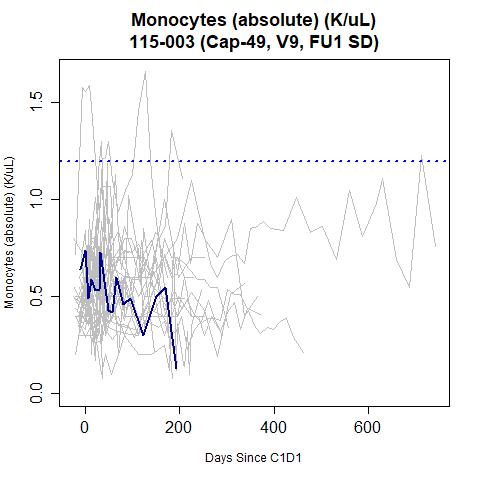 Monocytes (absolute) (K/uL)
115-003 (Cap-49, V9, FU1 SD)
Monocytes (absolute) (K/uL)
1.5
1.0
0.5
0.0
0 200 400 600
Days Since C1D1